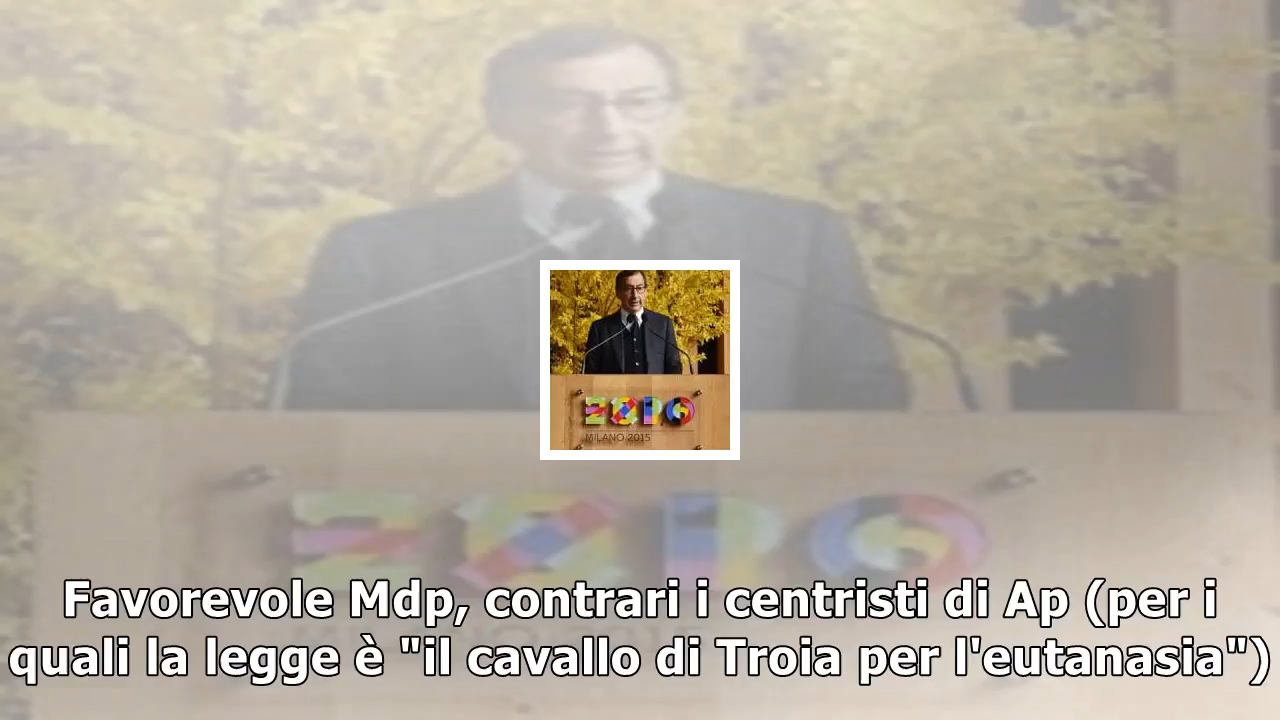 EXPO
MILANO 2015
Favorevole Mdp, contrari i centristi di Ap (per i
quali la legge è "il cavallo di Troia per l'eutanasia")